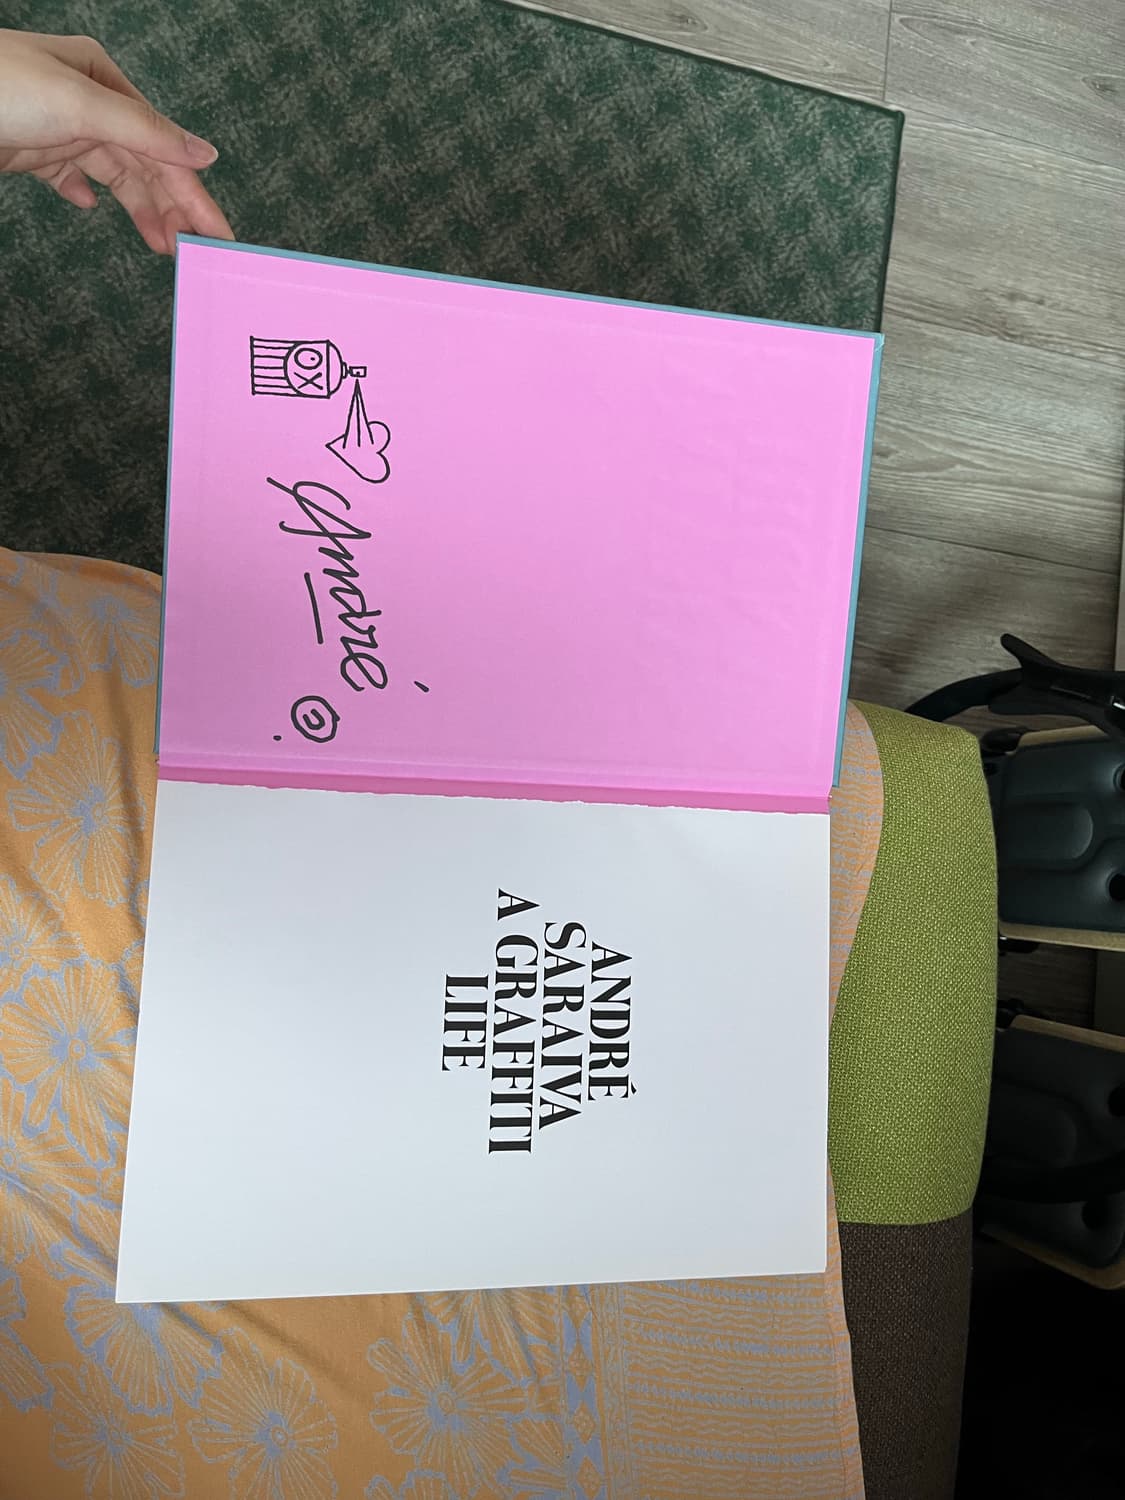 André
ANDRÉ
SARAIVA
A GRAFFITI
LIFE